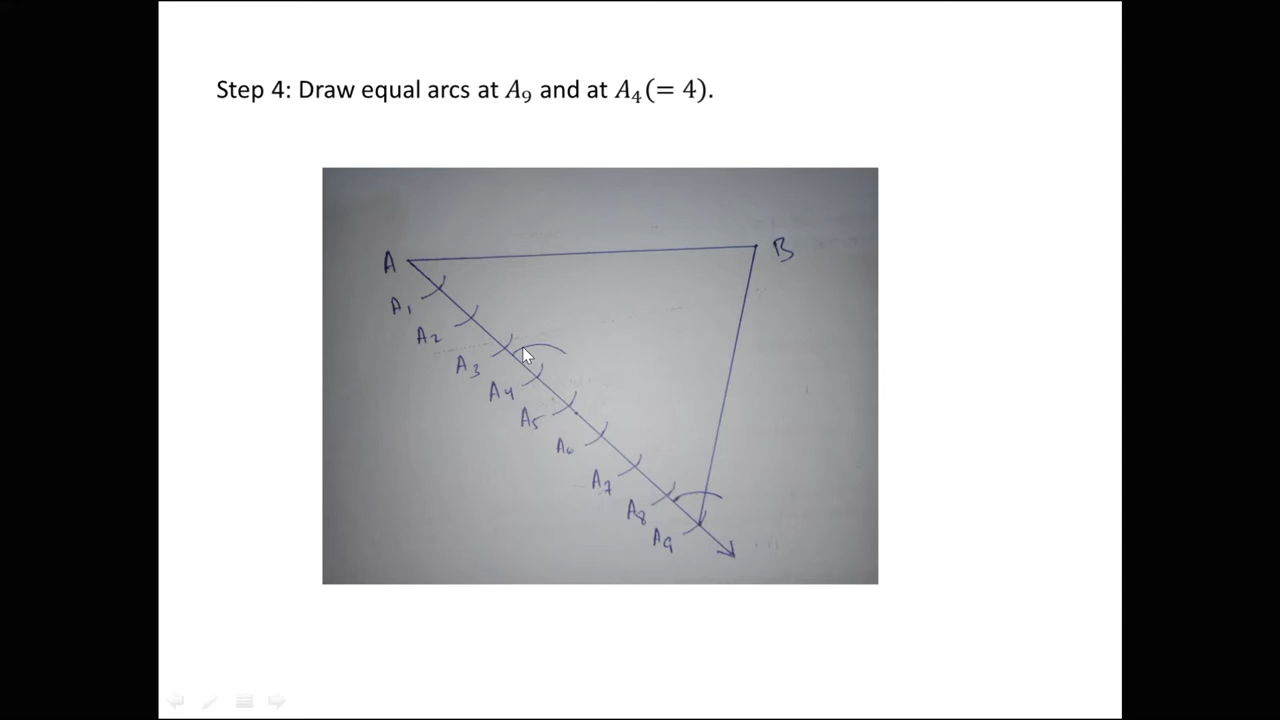 Step 4: Draw equal arcs at A₉ and at A₄(= 4).
A
B
A₁
A₂
A₃
A₄
A₅
A₆
A₇
A₈
A₉